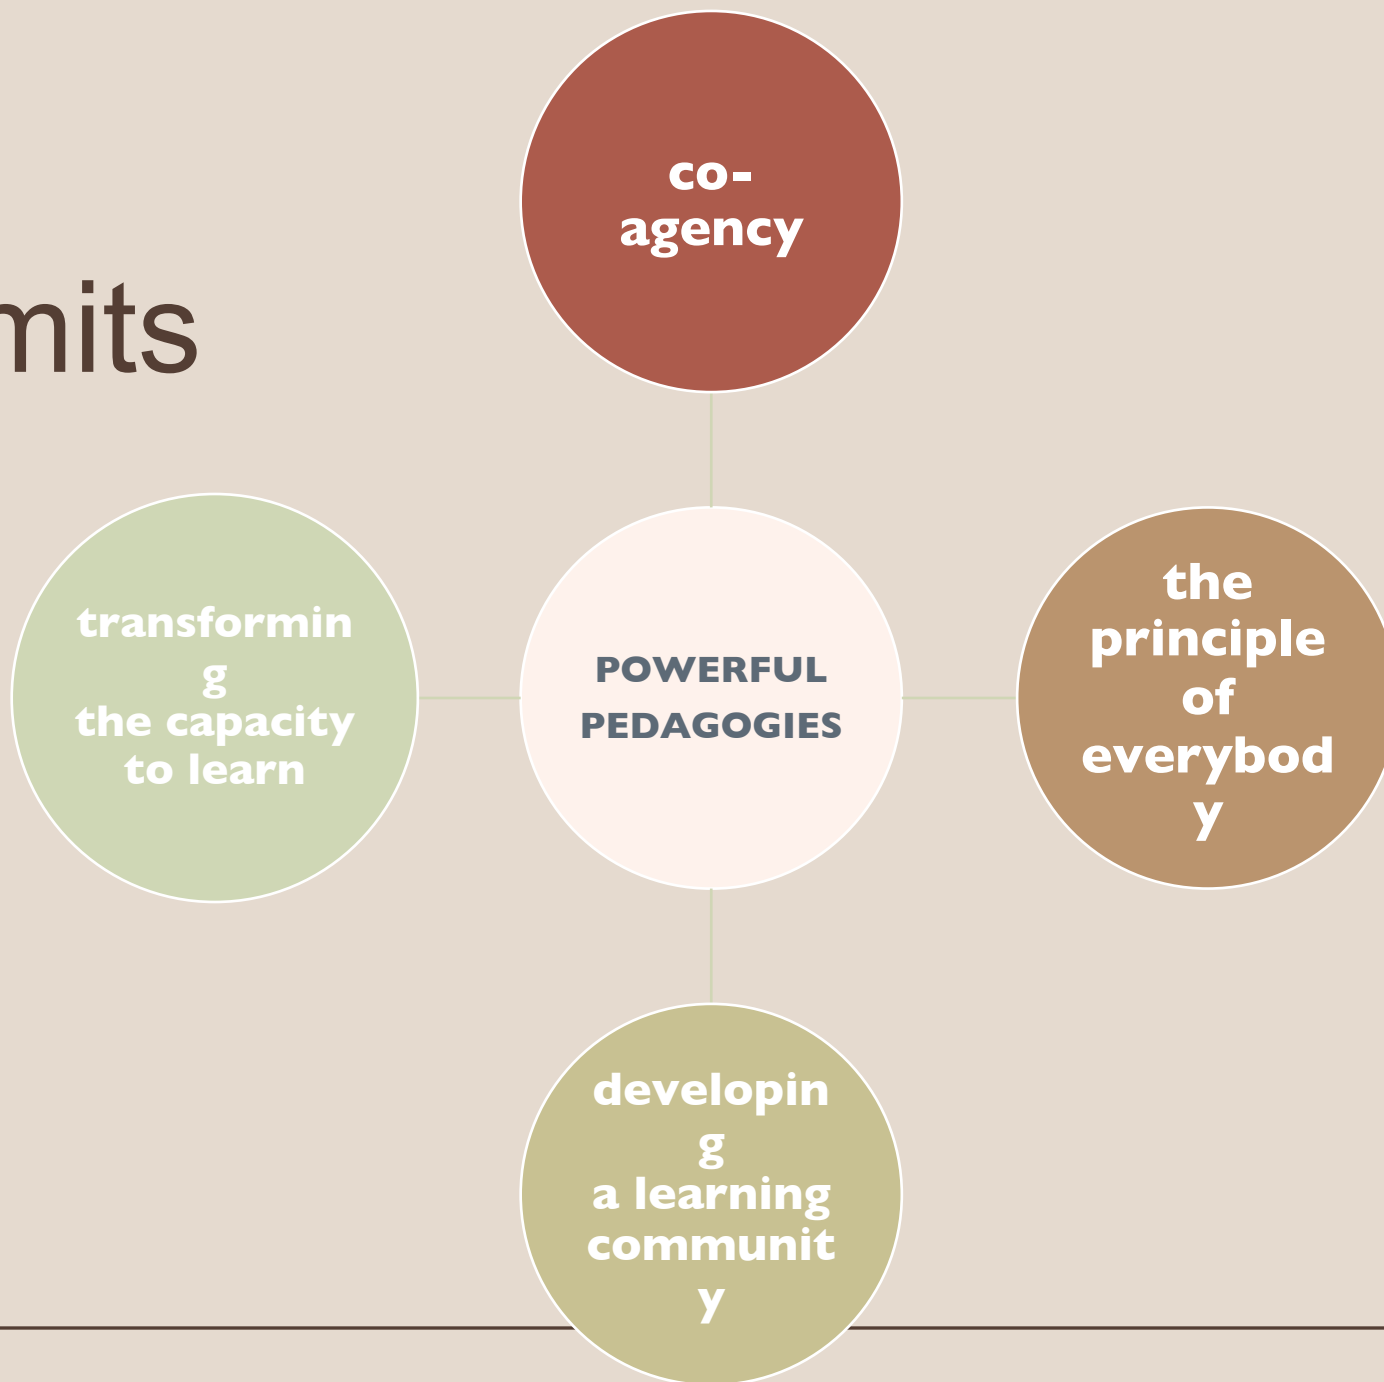 co-
agency
mits
transformin
g
the capacity
to learn
POWERFUL
PEDAGOGIES
the
principle
of
everybod
y
developin
g
a learning
communit
y